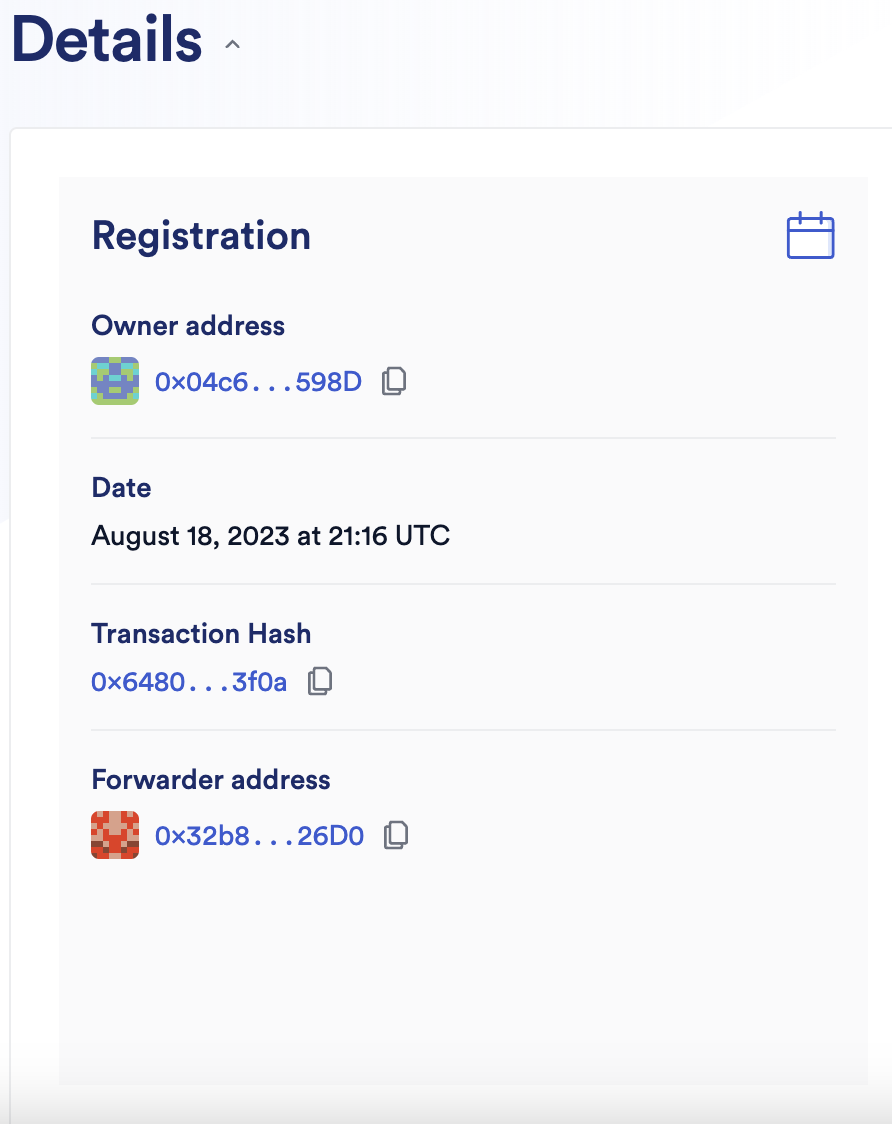 Details
Registration
Owner address
0x04c6...598D
Date
August 18, 2023 at 21:16 UTC
Transaction Hash
0x6480...3f0a
Forwarder address
0x32b8...26D0